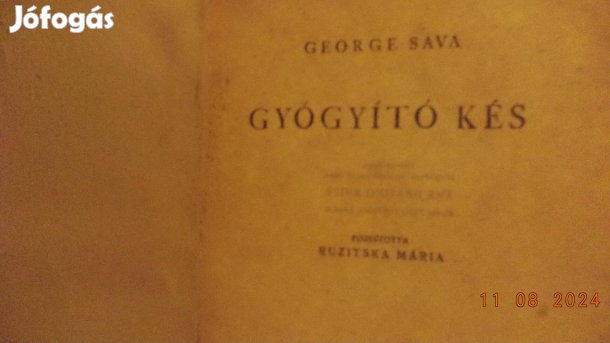 Jófogás
GEORGE SAVA
GYÓGYÍTÓ KÉS
FORDÍTOTTA
RUZITSKA MÁRIA
11 08 2024